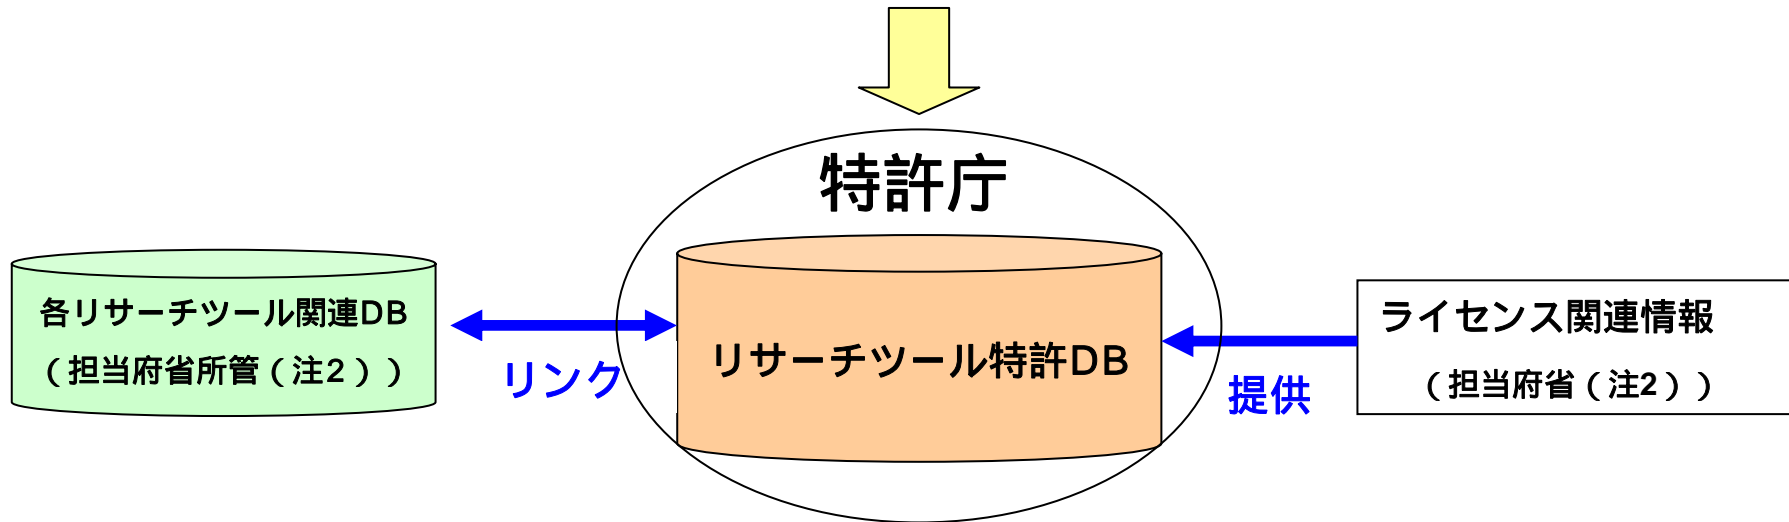 特許庁
各リサーチツール関連DB
（担当府省所管（注2））
リンク
リサーチツール特許DB
提供
ライセンス関連情報
（担当府省（注2））